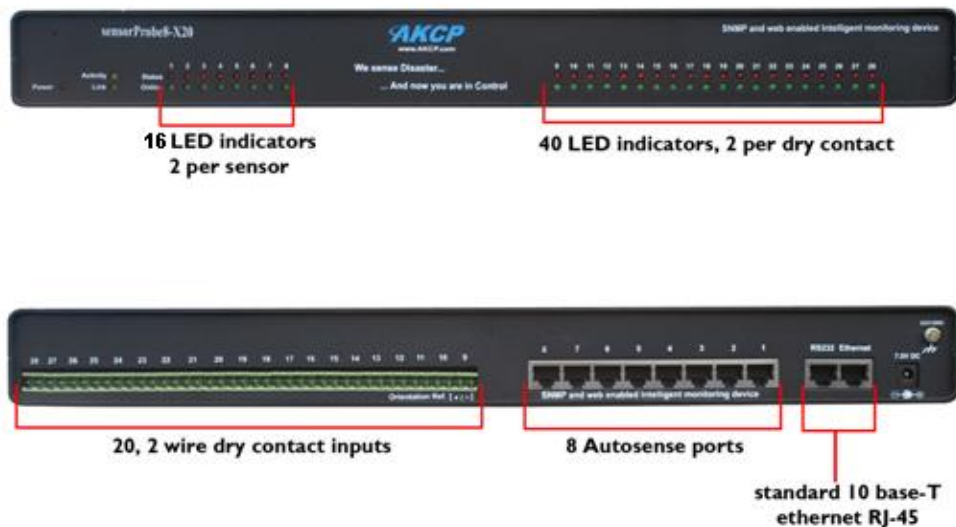 sensorProbe8-X20
AKCP
www.AKCP.com
SNMP and web enabled intelligent monitoring device
We sense Disaster...
... And now you are in Control
Power
Activity
Link
Status
Online
1 2 3 4 5 6 7 8
9 10 11 12 13 14 15 16 17 18 19 20 21 22 23 24 25 26 27 28
16 LED indicators
2 per sensor
40 LED indicators, 2 per dry contact
28 27 26 25 24 23 22 21 20 19 18 17 16 15 14 13 12 11 10 9
Orientation Ref. [+/-]
8 7 6 5 4 3 2 1
SNMP and web enabled intelligent monitoring device
RS232 Ethernet
7.5V DC
20, 2 wire dry contact inputs
8 Autosense ports
standard 10 base-T
ethernet RJ-45